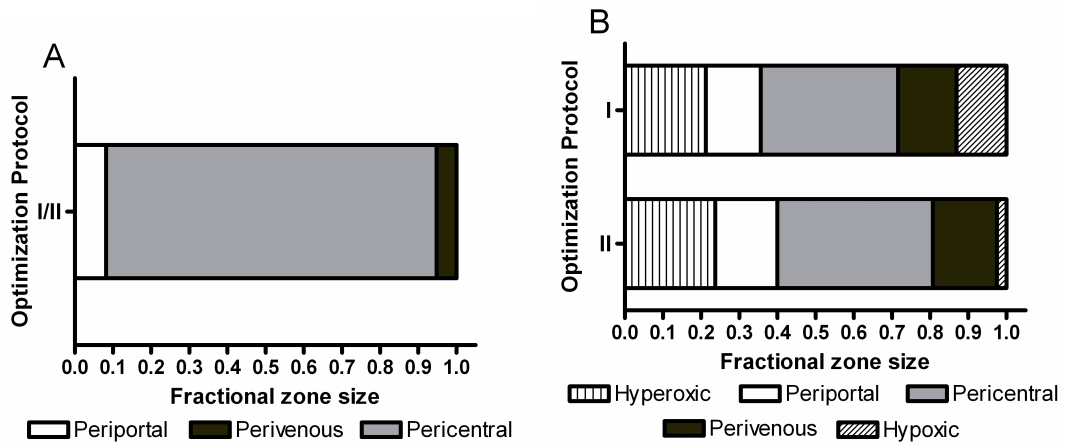 A
Optimization Protocol
I/II
0.0 0.1 0.2 0.3 0.4 0.5 0.6 0.7 0.8 0.9 1.0
Fractional zone size
Periportal Perivenous Pericentral
B
Optimization Protocol
I
II
0.0 0.1 0.2 0.3 0.4 0.5 0.6 0.7 0.8 0.9 1.0
Fractional zone size
Hyperoxic Periportal Pericentral
Perivenous Hypoxic